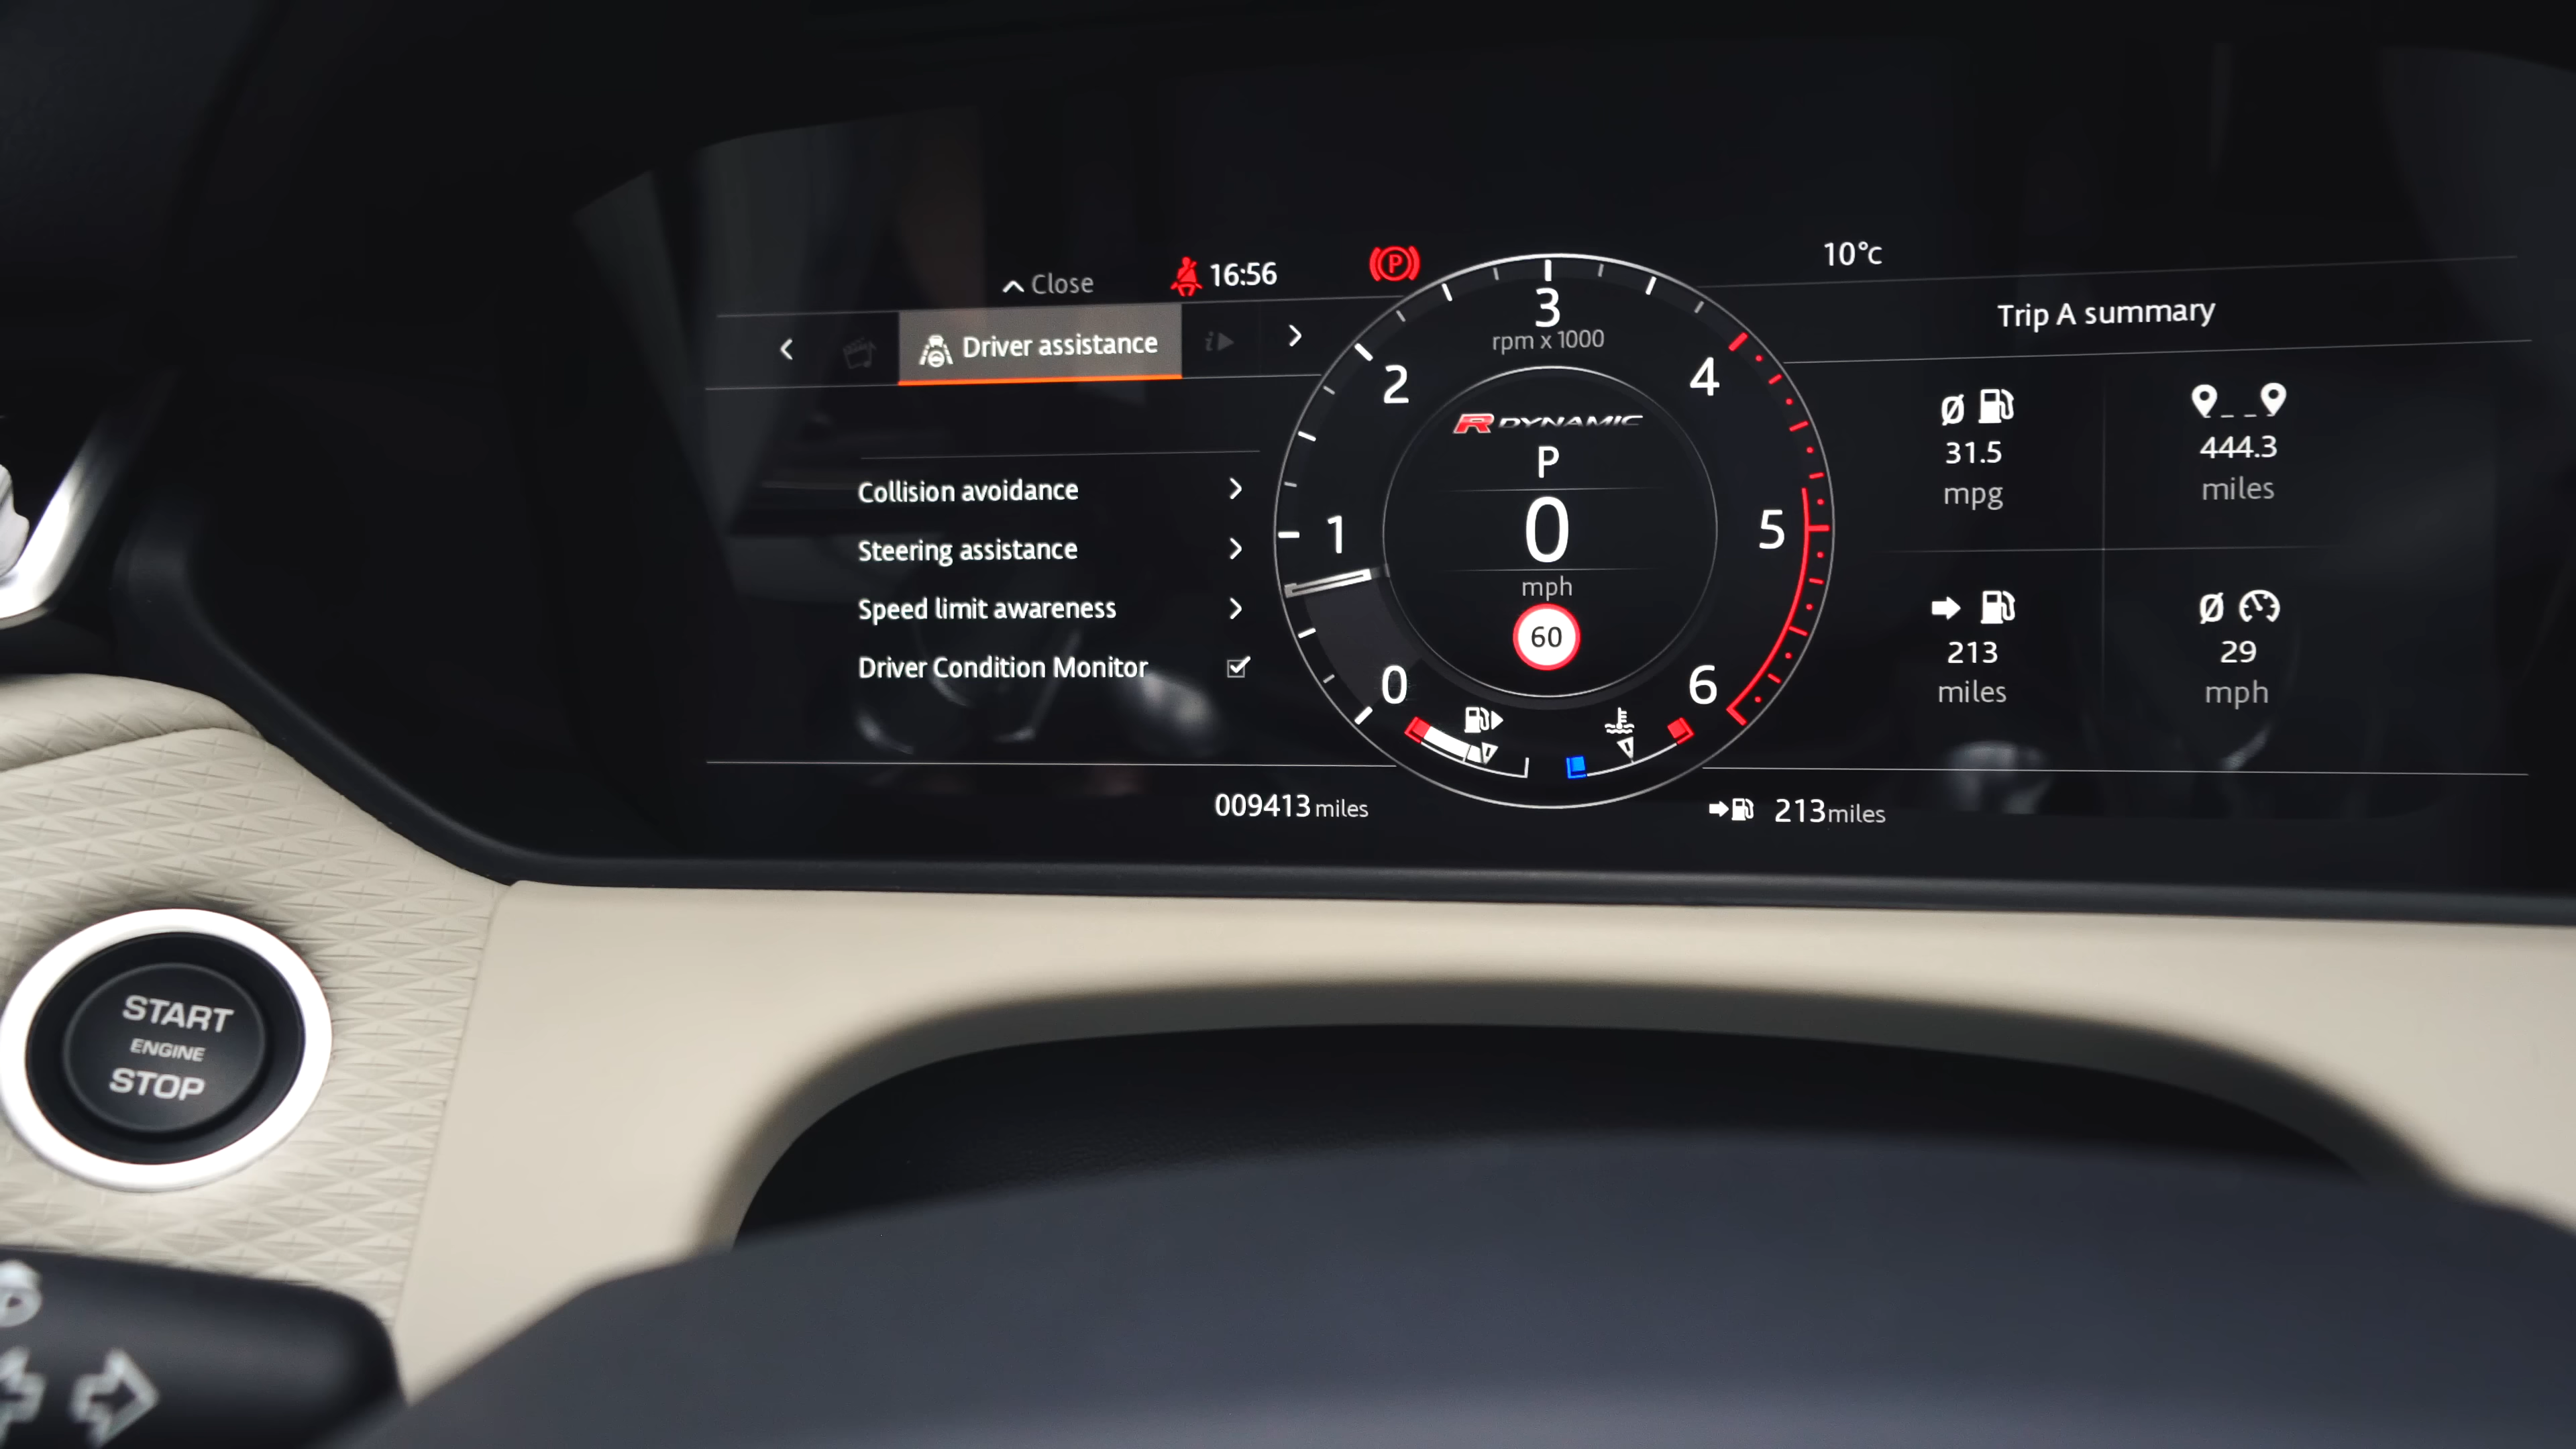 Close
16:56
P
10°c
Driver assistance
i
Collision avoidance
Steering assistance
Speed limit awareness
Driver Condition Monitor
0
1
2
3
4
5
6
rpm x 1000
R DYNAMIC
P
0
mph
60
Trip A summary
31.5
mpg
444.3
miles
213
miles
29
mph
009413 miles
213 miles
START
ENGINE
STOP